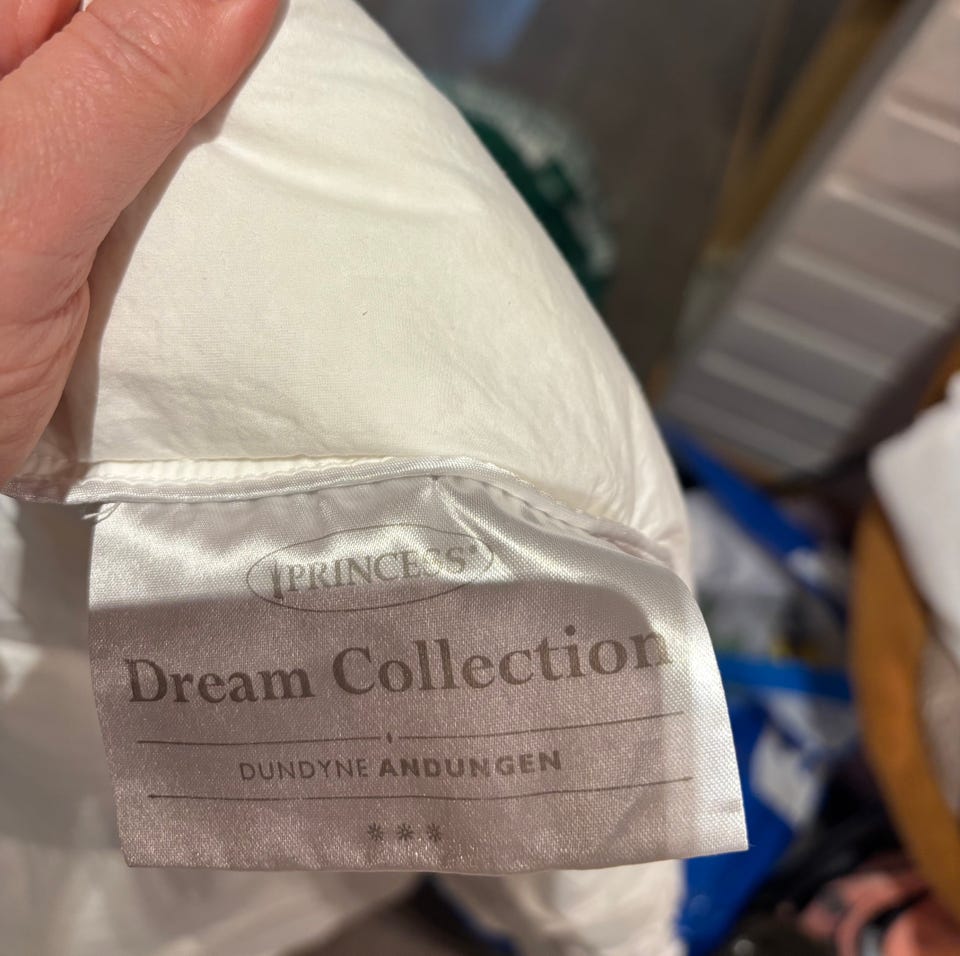 PRINCESS®
Dream Collection
DUNDYNE ANDUNGEN
***